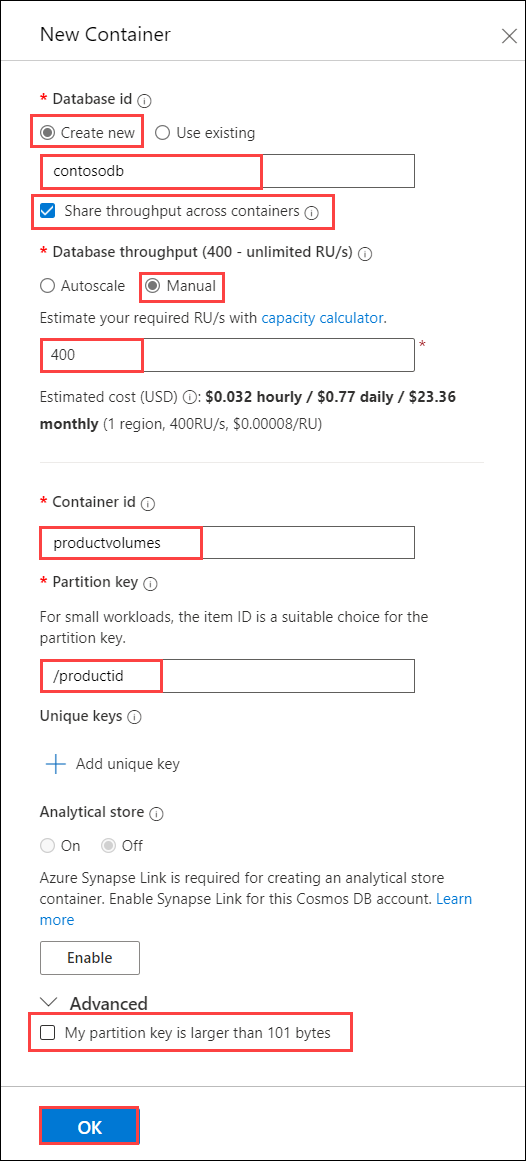 New Container
* Database id
Create new Use existing
contosodb
Share throughput across containers
* Database throughput (400 - unlimited RU/s)
Autoscale Manual
Estimate your required RU/s with capacity calculator.
400 *
Estimated cost (USD) : $0.032 hourly / $0.77 daily / $23.36
monthly (1 region, 400RU/s, $0.00008/RU)
* Container id
productvolumes
* Partition key
For small workloads, the item ID is a suitable choice for the
partition key.
/productid
Unique keys
Add unique key
Analytical store
On Off
Azure Synapse Link is required for creating an analytical store
container. Enable Synapse Link for this Cosmos DB account. Learn
more
Enable
Advanced
My partition key is larger than 101 bytes
OK